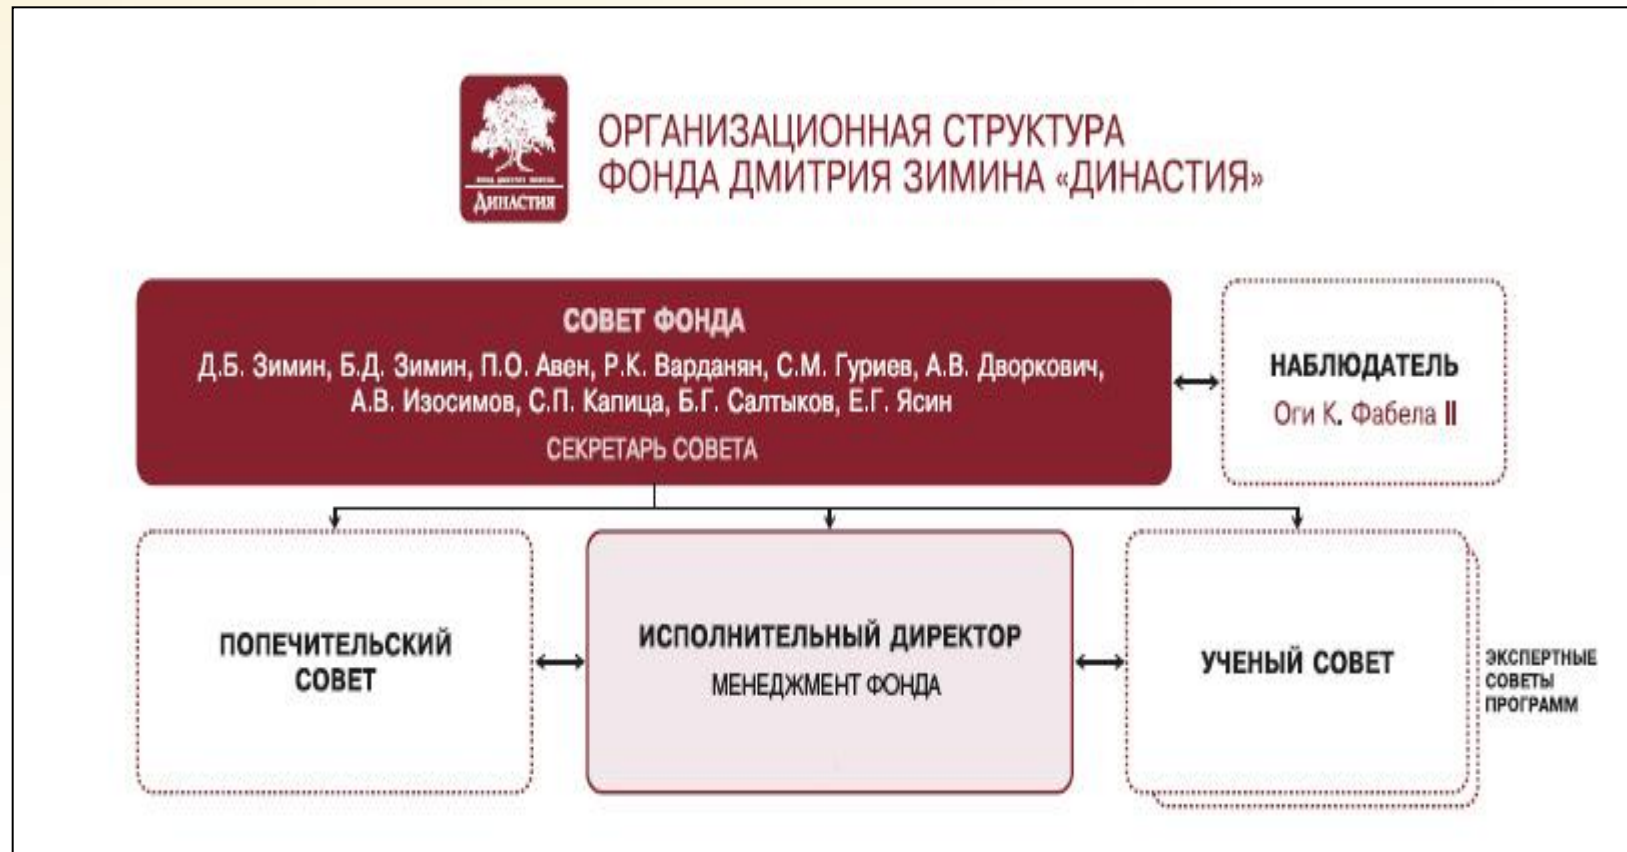 ДИНАСТИЯ
ОРГАНИЗАЦИОННАЯ СТРУКТУРА
ФОНДА ДМИТРИЯ ЗИМИНА «ДИНАСТИЯ»
СОВЕТ ФОНДА
Д.Б. Зимин, Б.Д. Зимин, П.О. Авен, Р.К. Варданян, С.М. Гуриев, А.В. Дворкович,
А.В. Изосимов, С.П. Капица, Б.Г. Салтыков, Е.Г. Ясин
СЕКРЕТАРЬ СОВЕТА
НАБЛЮДАТЕЛЬ
Оги К. Фабела II
ПОПЕЧИТЕЛЬСКИЙ
СОВЕТ
ИСПОЛНИТЕЛЬНЫЙ ДИРЕКТОР
МЕНЕДЖМЕНТ ФОНДА
УЧЕНЫЙ СОВЕТ
ЭКСПЕРТНЫЕ
СОВЕТЫ
ПРОГРАММ